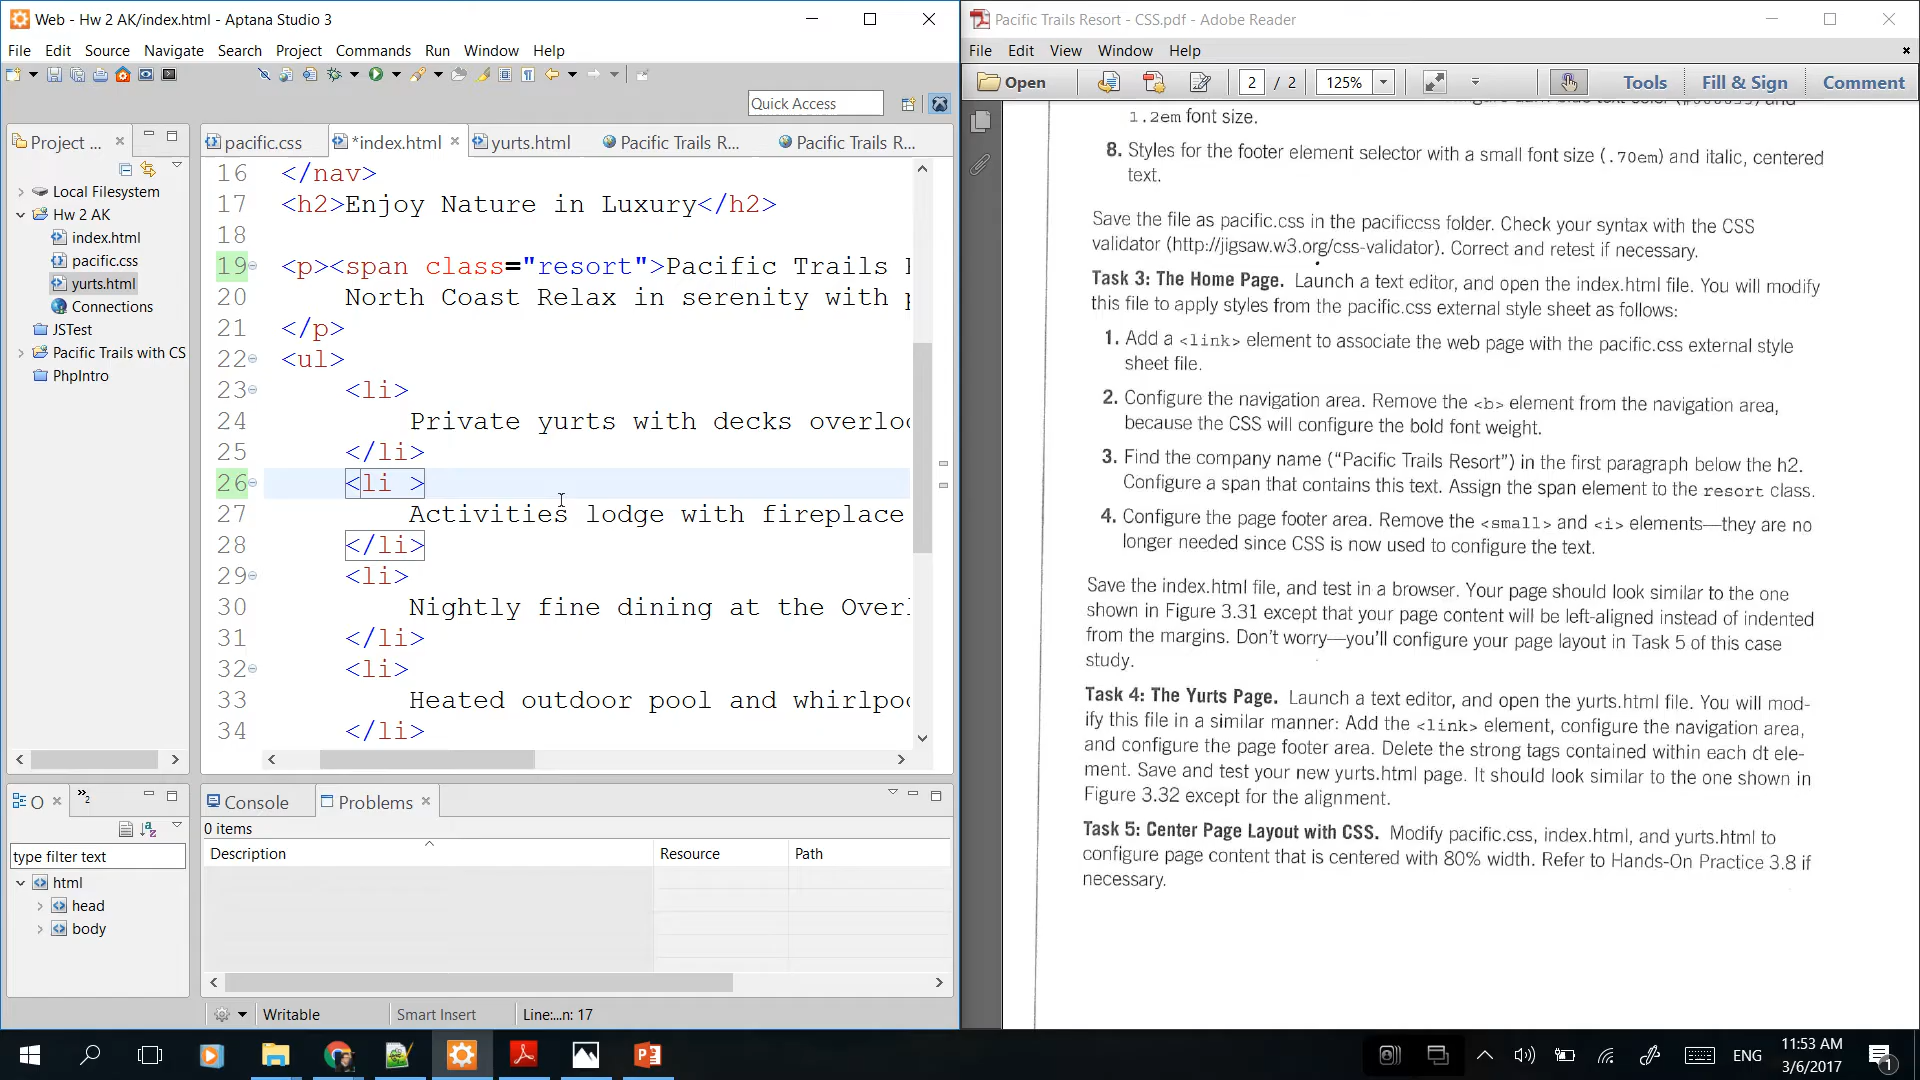 Web - Hw 2 AK/index.html - Aptana Studio 3
File Edit Source Navigate Search Project Commands Run Window Help
Quick Access
Project ...
Local Filesystem
Hw 2 AK
index.html
pacific.css
yurts.html
Connections
JSTest
Pacific Trails with CS
PhpIntro
pacific.css *index.html yurts.html Pacific Trails R... Pacific Trails R...
16 </nav>
17 <h2>Enjoy Nature in Luxury</h2>
18
19 <p><span class="resort">Pacific Trails
20 North Coast Relax in serenity with
21 </p>
22 <ul>
23 <li>
24 Private yurts with decks overloo
25 </li>
26 <li >
27 Activities lodge with fireplace
28 </li>
29 <li>
30 Nightly fine dining at the Over
31 </li>
32 <li>
33 Heated outdoor pool and whirlpo
34 </li>
O
»2
type filter text
html
head
body
Console Problems
0 items
Description Resource Path
Writable Smart Insert Line:...n: 17
Pacific Trails Resort - CSS.pdf - Adobe Reader
File Edit View Window Help
Open 2 / 2 125% Tools Fill & Sign Comment
1.2em font size.
8. Styles for the footer element selector with a small font size (.70em) and italic, centered
text.
Save the file as pacific.css in the pacificcss folder. Check your syntax with the CSS
validator (http://jigsaw.w3.org/css-validator). Correct and retest if necessary.
Task 3: The Home Page. Launch a text editor, and open the index.html file. You will modify
this file to apply styles from the pacific.css external style sheet as follows:
1. Add a <link> element to associate the web page with the pacific.css external style
sheet file.
2. Configure the navigation area. Remove the <b> element from the navigation area,
because the CSS will configure the bold font weight.
3. Find the company name (“Pacific Trails Resort”) in the first paragraph below the h2.
Configure a span that contains this text. Assign the span element to the resort class.
4. Configure the page footer area. Remove the <small> and <i> elements—they are no
longer needed since CSS is now used to configure the text.
Save the index.html file, and test in a browser. Your page should look similar to the one
shown in Figure 3.31 except that your page content will be left-aligned instead of indented
from the margins. Don’t worry—you’ll configure your page layout in Task 5 of this case
study.
Task 4: The Yurts Page. Launch a text editor, and open the yurts.html file. You will mod-
ify this file in a similar manner: Add the <link> element, configure the navigation area,
and configure the page footer area. Delete the strong tags contained within each dt ele-
ment. Save and test your new yurts.html page. It should look similar to the one shown in
Figure 3.32 except for the alignment.
Task 5: Center Page Layout with CSS. Modify pacific.css, index.html, and yurts.html to
configure page content that is centered with 80% width. Refer to Hands-On Practice 3.8 if
necessary.
ENG
11:53 AM
3/6/2017
1